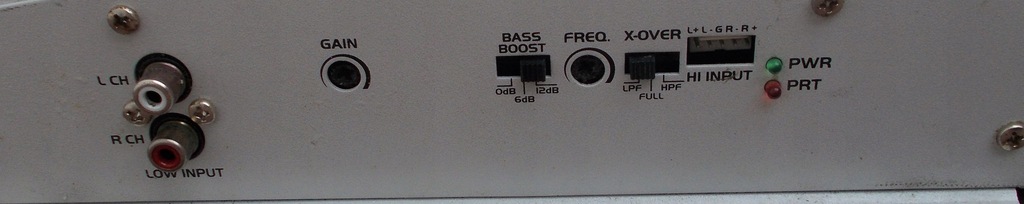 L CH
R CH
LOW INPUT
GAIN
BASS
BOOST
0dB
6dB
12dB
FREQ.
X-OVER
LPF
FULL
HPF
L+ L- G R- R+
HI INPUT
PWR
PRT